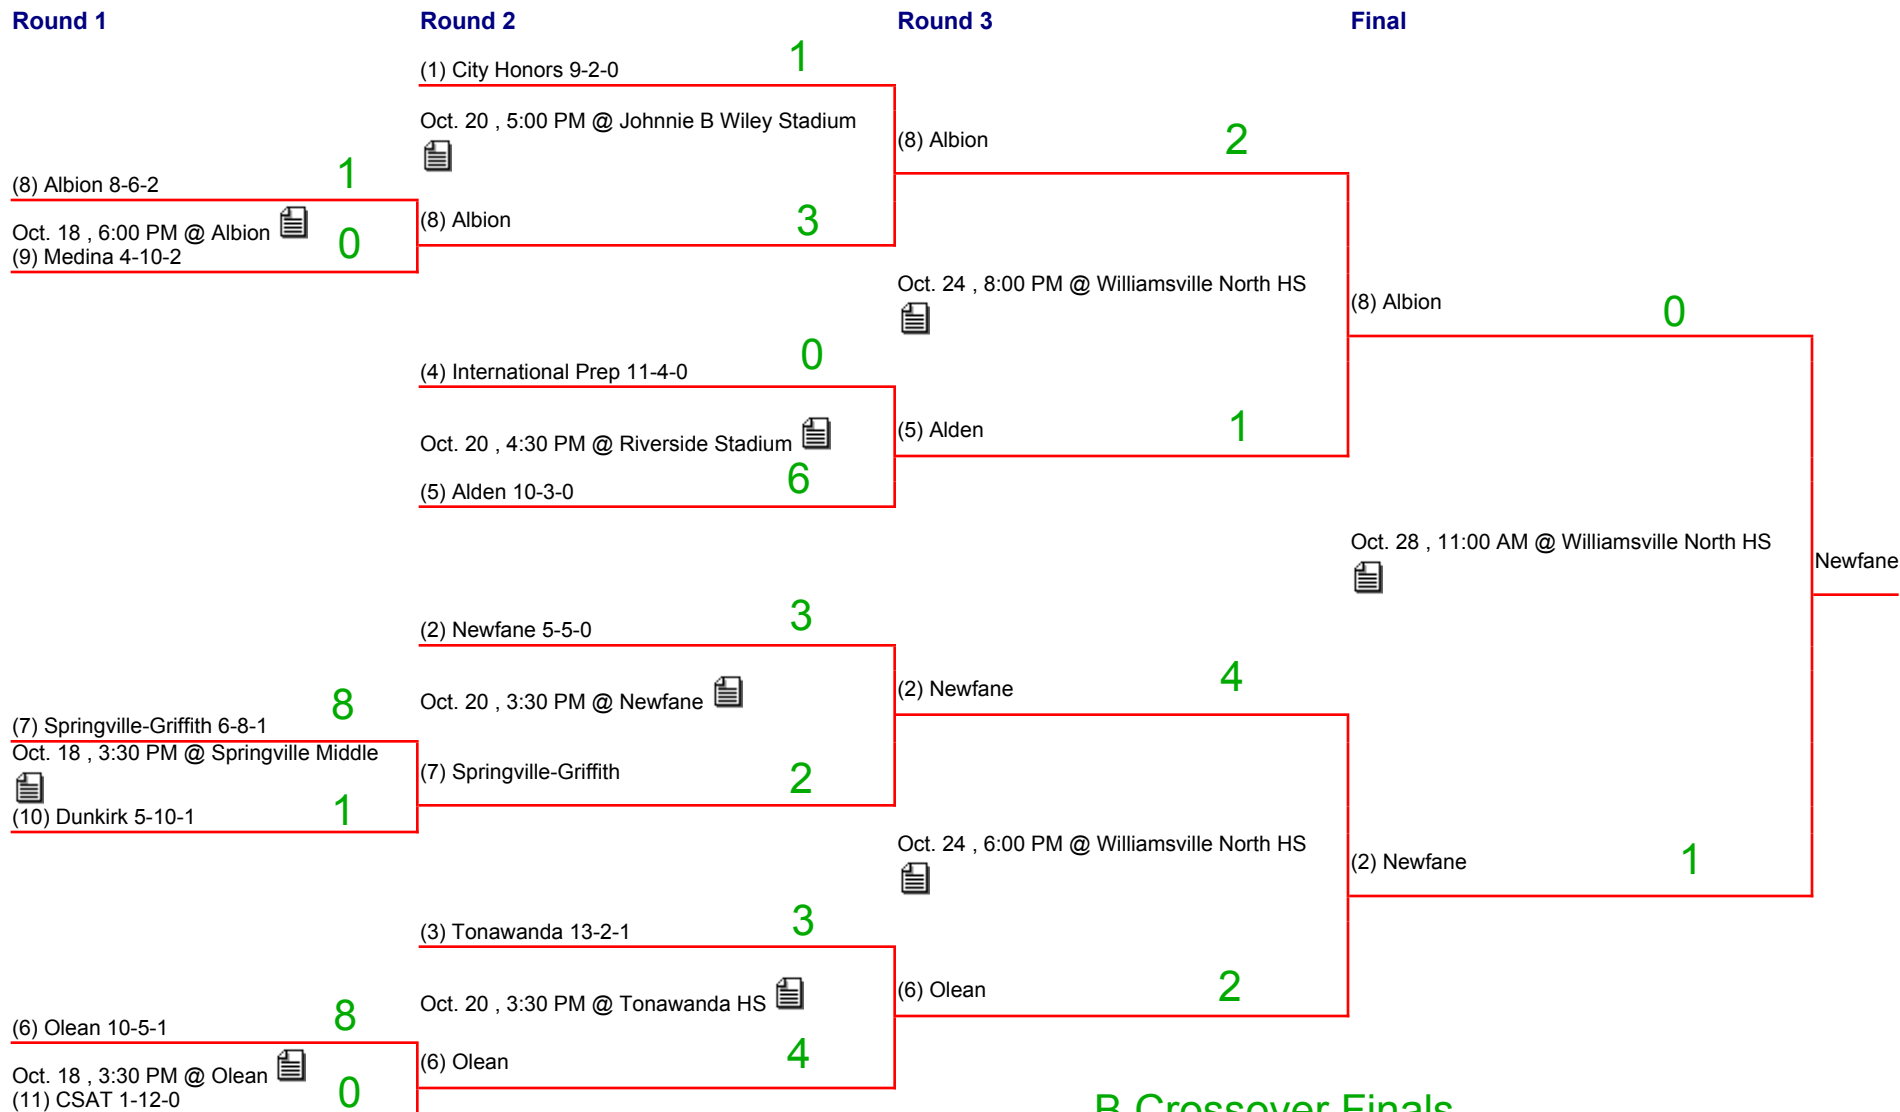 Round 1
Round 2
Round 3
Final
(8) Albion 8-6-2
1
Oct. 18 , 6:00 PM @ Albion
0
(9) Medina 4-10-2
(7) Springville-Griffith 6-8-1
8
Oct. 18 , 3:30 PM @ Springville Middle
(10) Dunkirk 5-10-1
1
(6) Olean 10-5-1
8
Oct. 18 , 3:30 PM @ Olean
0
(11) CSAT 1-12-0
(1) City Honors 9-2-0
1
Oct. 20 , 5:00 PM @ Johnnie B Wiley Stadium
(8) Albion
3
(4) International Prep 11-4-0
0
Oct. 20 , 4:30 PM @ Riverside Stadium
(5) Alden 10-3-0
6
(2) Newfane 5-5-0
3
Oct. 20 , 3:30 PM @ Newfane
(7) Springville-Griffith
2
(3) Tonawanda 13-2-1
3
Oct. 20 , 3:30 PM @ Tonawanda HS
(6) Olean
4
(8) Albion
2
Oct. 24 , 8:00 PM @ Williamsville North HS
(5) Alden
1
(2) Newfane
4
Oct. 24 , 6:00 PM @ Williamsville North HS
(6) Olean
2
(8) Albion
0
Oct. 28 , 11:00 AM @ Williamsville North HS
(2) Newfane
1
Newfane
B Crossover Finals